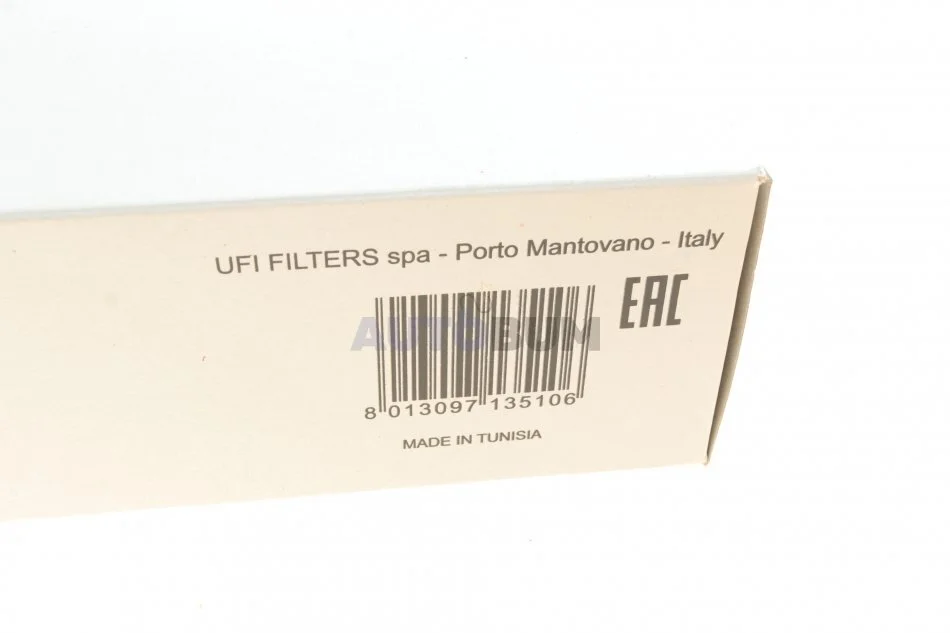 UFI FILTERS spa - Porto Mantovano - Italy
EAC
AUTOBUM
8 013097 135106
MADE IN TUNISIA